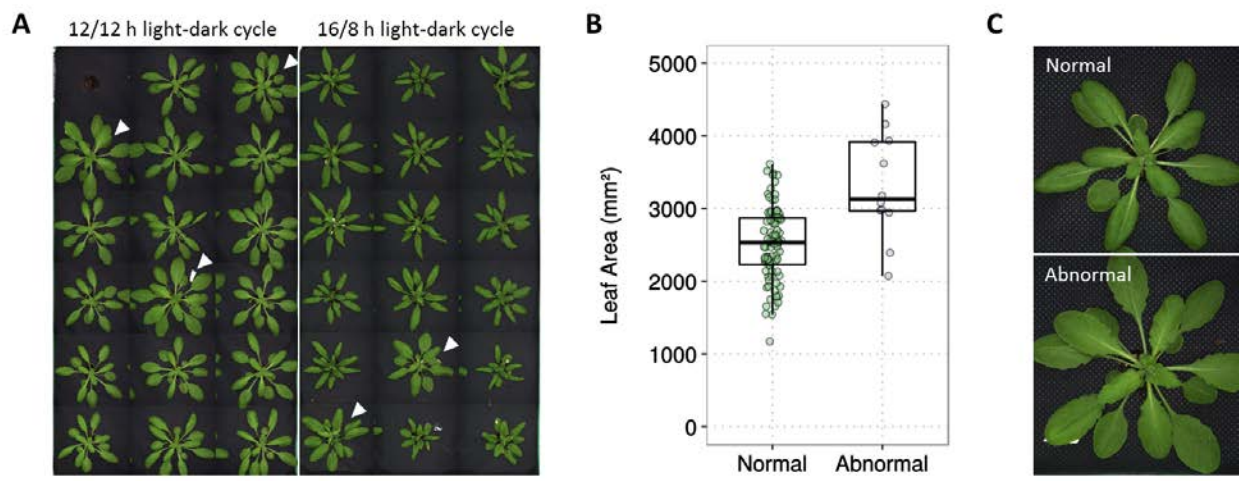 A
12/12 h light-dark cycle
16/8 h light-dark cycle
B
Leaf Area (mm²)
5000
4000
3000
2000
1000
0
Normal
Abnormal
C
Normal
Abnormal